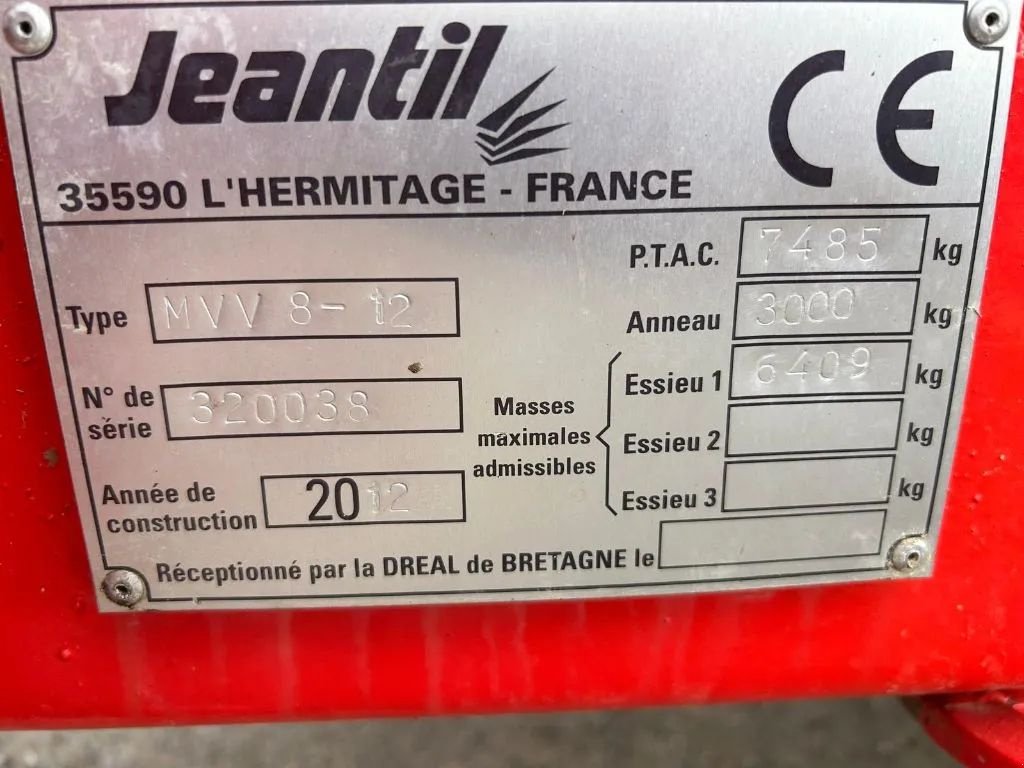 Jeantil
CE
35590 L'HERMITAGE - FRANCE
P.T.A.C. 7485 kg
Type MVV 8-12
Anneau 3000 kg
N° de série 320038
Masses maximales admissibles
Essieu 1 6409 kg
Essieu 2 kg
Essieu 3 kg
Année de construction 2012
Réceptionné par la DREAL de BRETAGNE le